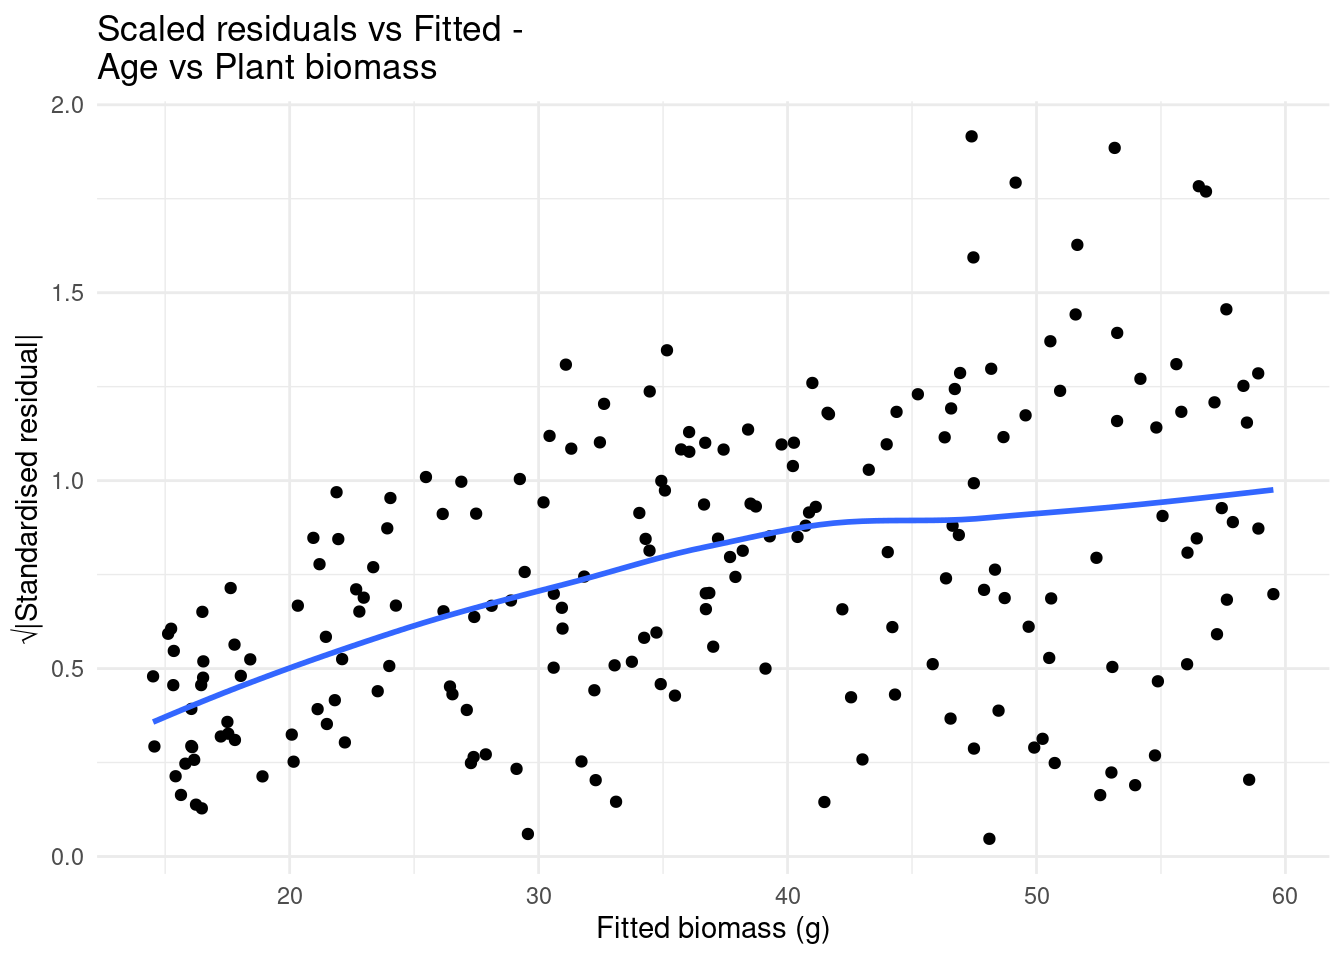 Scaled residuals vs Fitted -
Age vs Plant biomass
√|Standardised residual|
2.0
1.5
1.0
0.5
0.0
20 30 40 50 60
Fitted biomass (g)